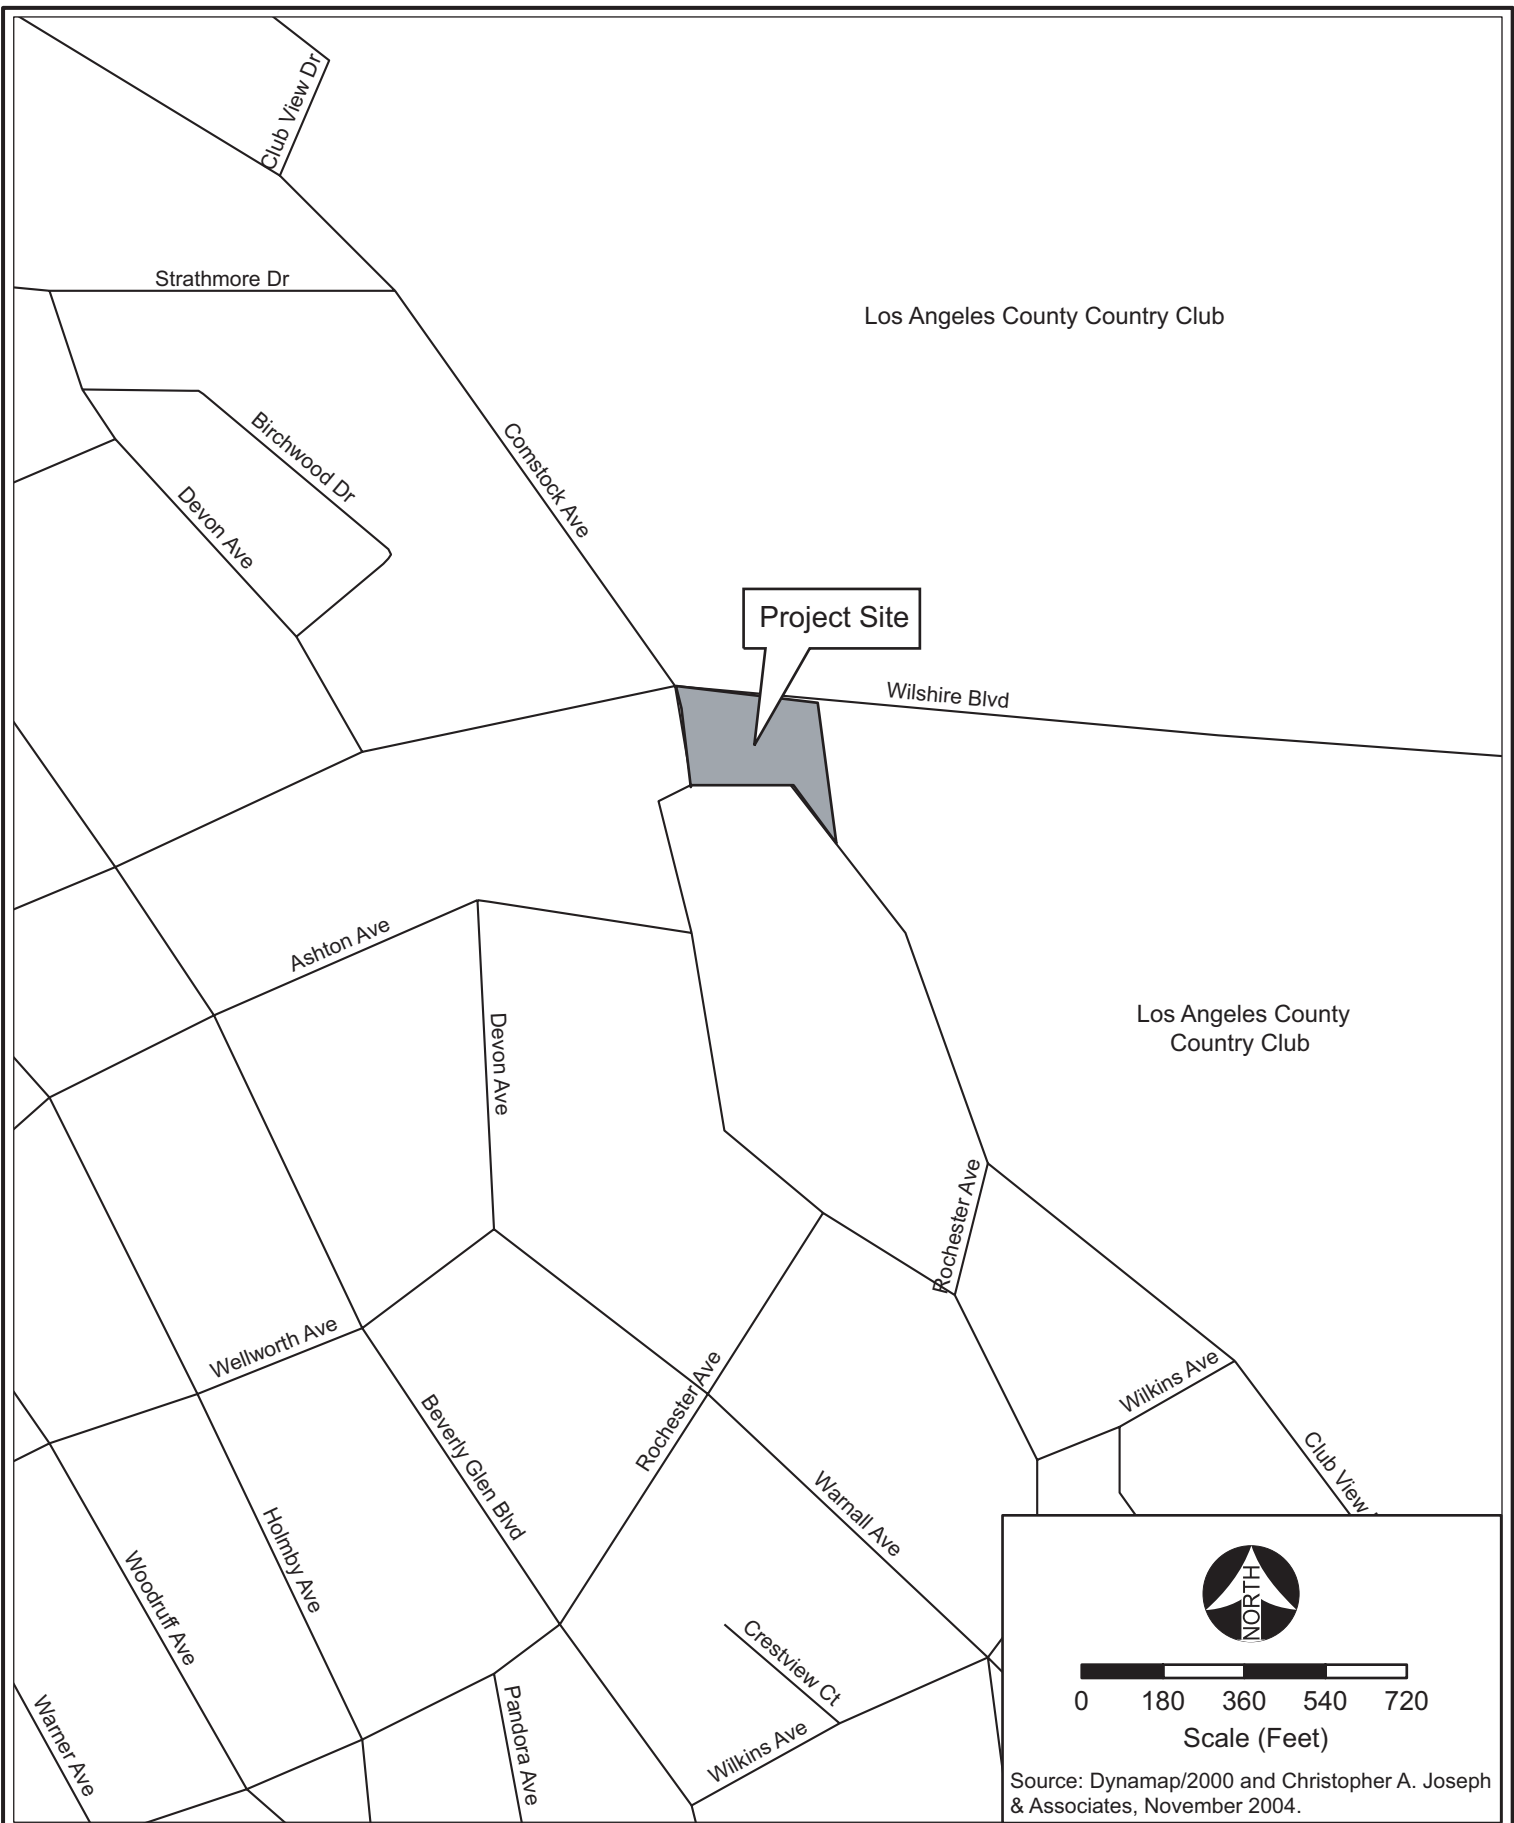 Club View Dr
Strathmore Dr
Los Angeles County Country Club
Birchwood Dr
Comstock Ave
Devon Ave
Project Site
Wilshire Blvd
Ashton Ave
Devon Ave
Los Angeles County
Country Club
Rochester Ave
Wellworth Ave
Rochester Ave
Wilkins Ave
Beverly Glen Blvd
Club View
Warnall Ave
Holmby Ave
Woodruff Ave
Crestview Ct
Pandora Ave
Warner Ave
Wilkins Ave
NORTH
0 180 360 540 720
Scale (Feet)
Source: Dynamap/2000 and Christopher A. Joseph
& Associates, November 2004.